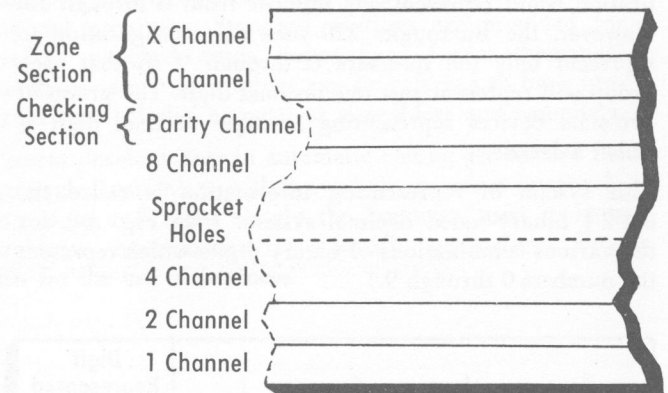 Zone
Section
X Channel
0 Channel
Checking
Section
Parity Channel
8 Channel
Sprocket
Holes
4 Channel
2 Channel
1 Channel